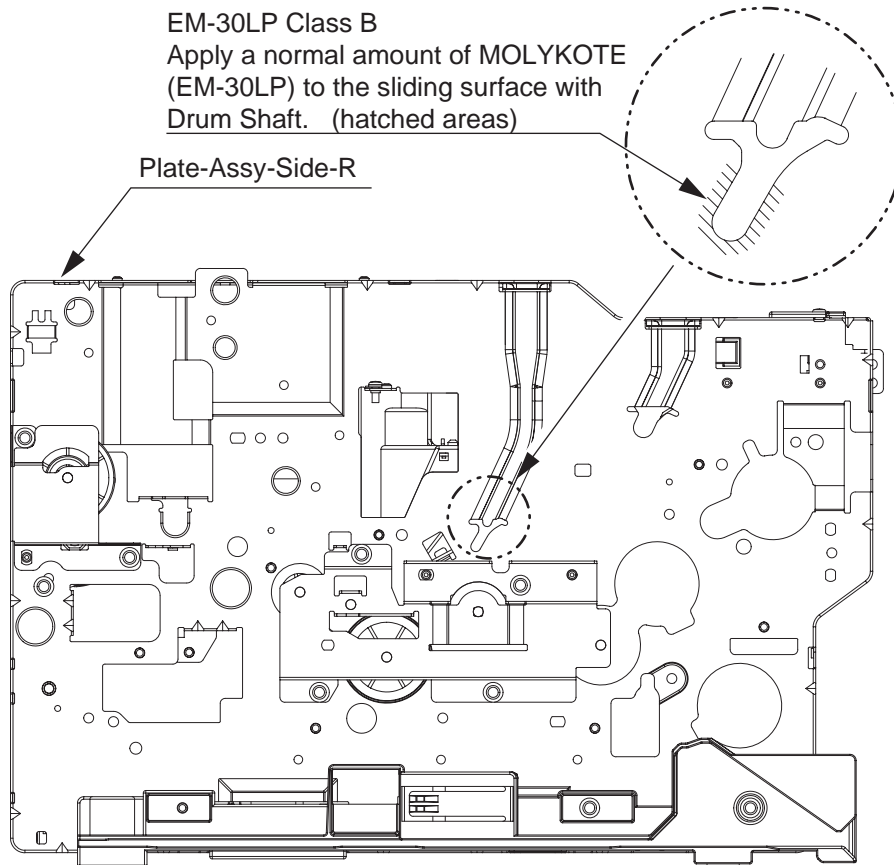 EM-30LP Class B
Apply a normal amount of MOLYKOTE
(EM-30LP) to the sliding surface with
Drum Shaft.   (hatched areas)
Plate-Assy-Side-R